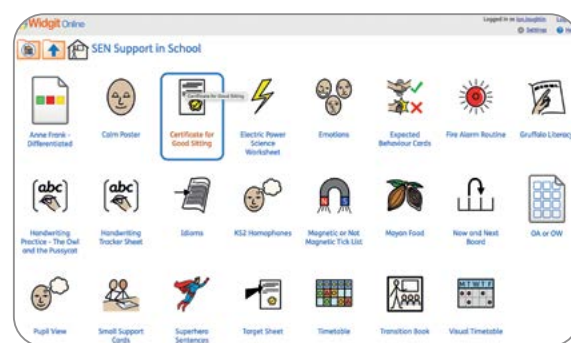 Widgit Online
Logged in as
Settings
SEN Support in School
Certificate for Good Sitting
Anne Frank -
Differentiated
Calm Poster
Certificate for
Good Sitting
Electric Power
Science
Worksheet
Emotions
Expected
Behaviour Cards
Fire Alarm Routine
Gruffalo Literacy
abc
abc
N S
Handwriting
Practice - The Owl
and the Pussycat
Handwriting
Tracker Sheet
Idioms
KS2 Homophones
Magnetic or Not
Magnetic Tick List
Mayan Food
Now and Next
Board
OA or OW
M T W T F
Pupil View
Small Support
Cards
Superhero
Sentences
Target Sheet
Timetable
Transition Book
Visual Timetable